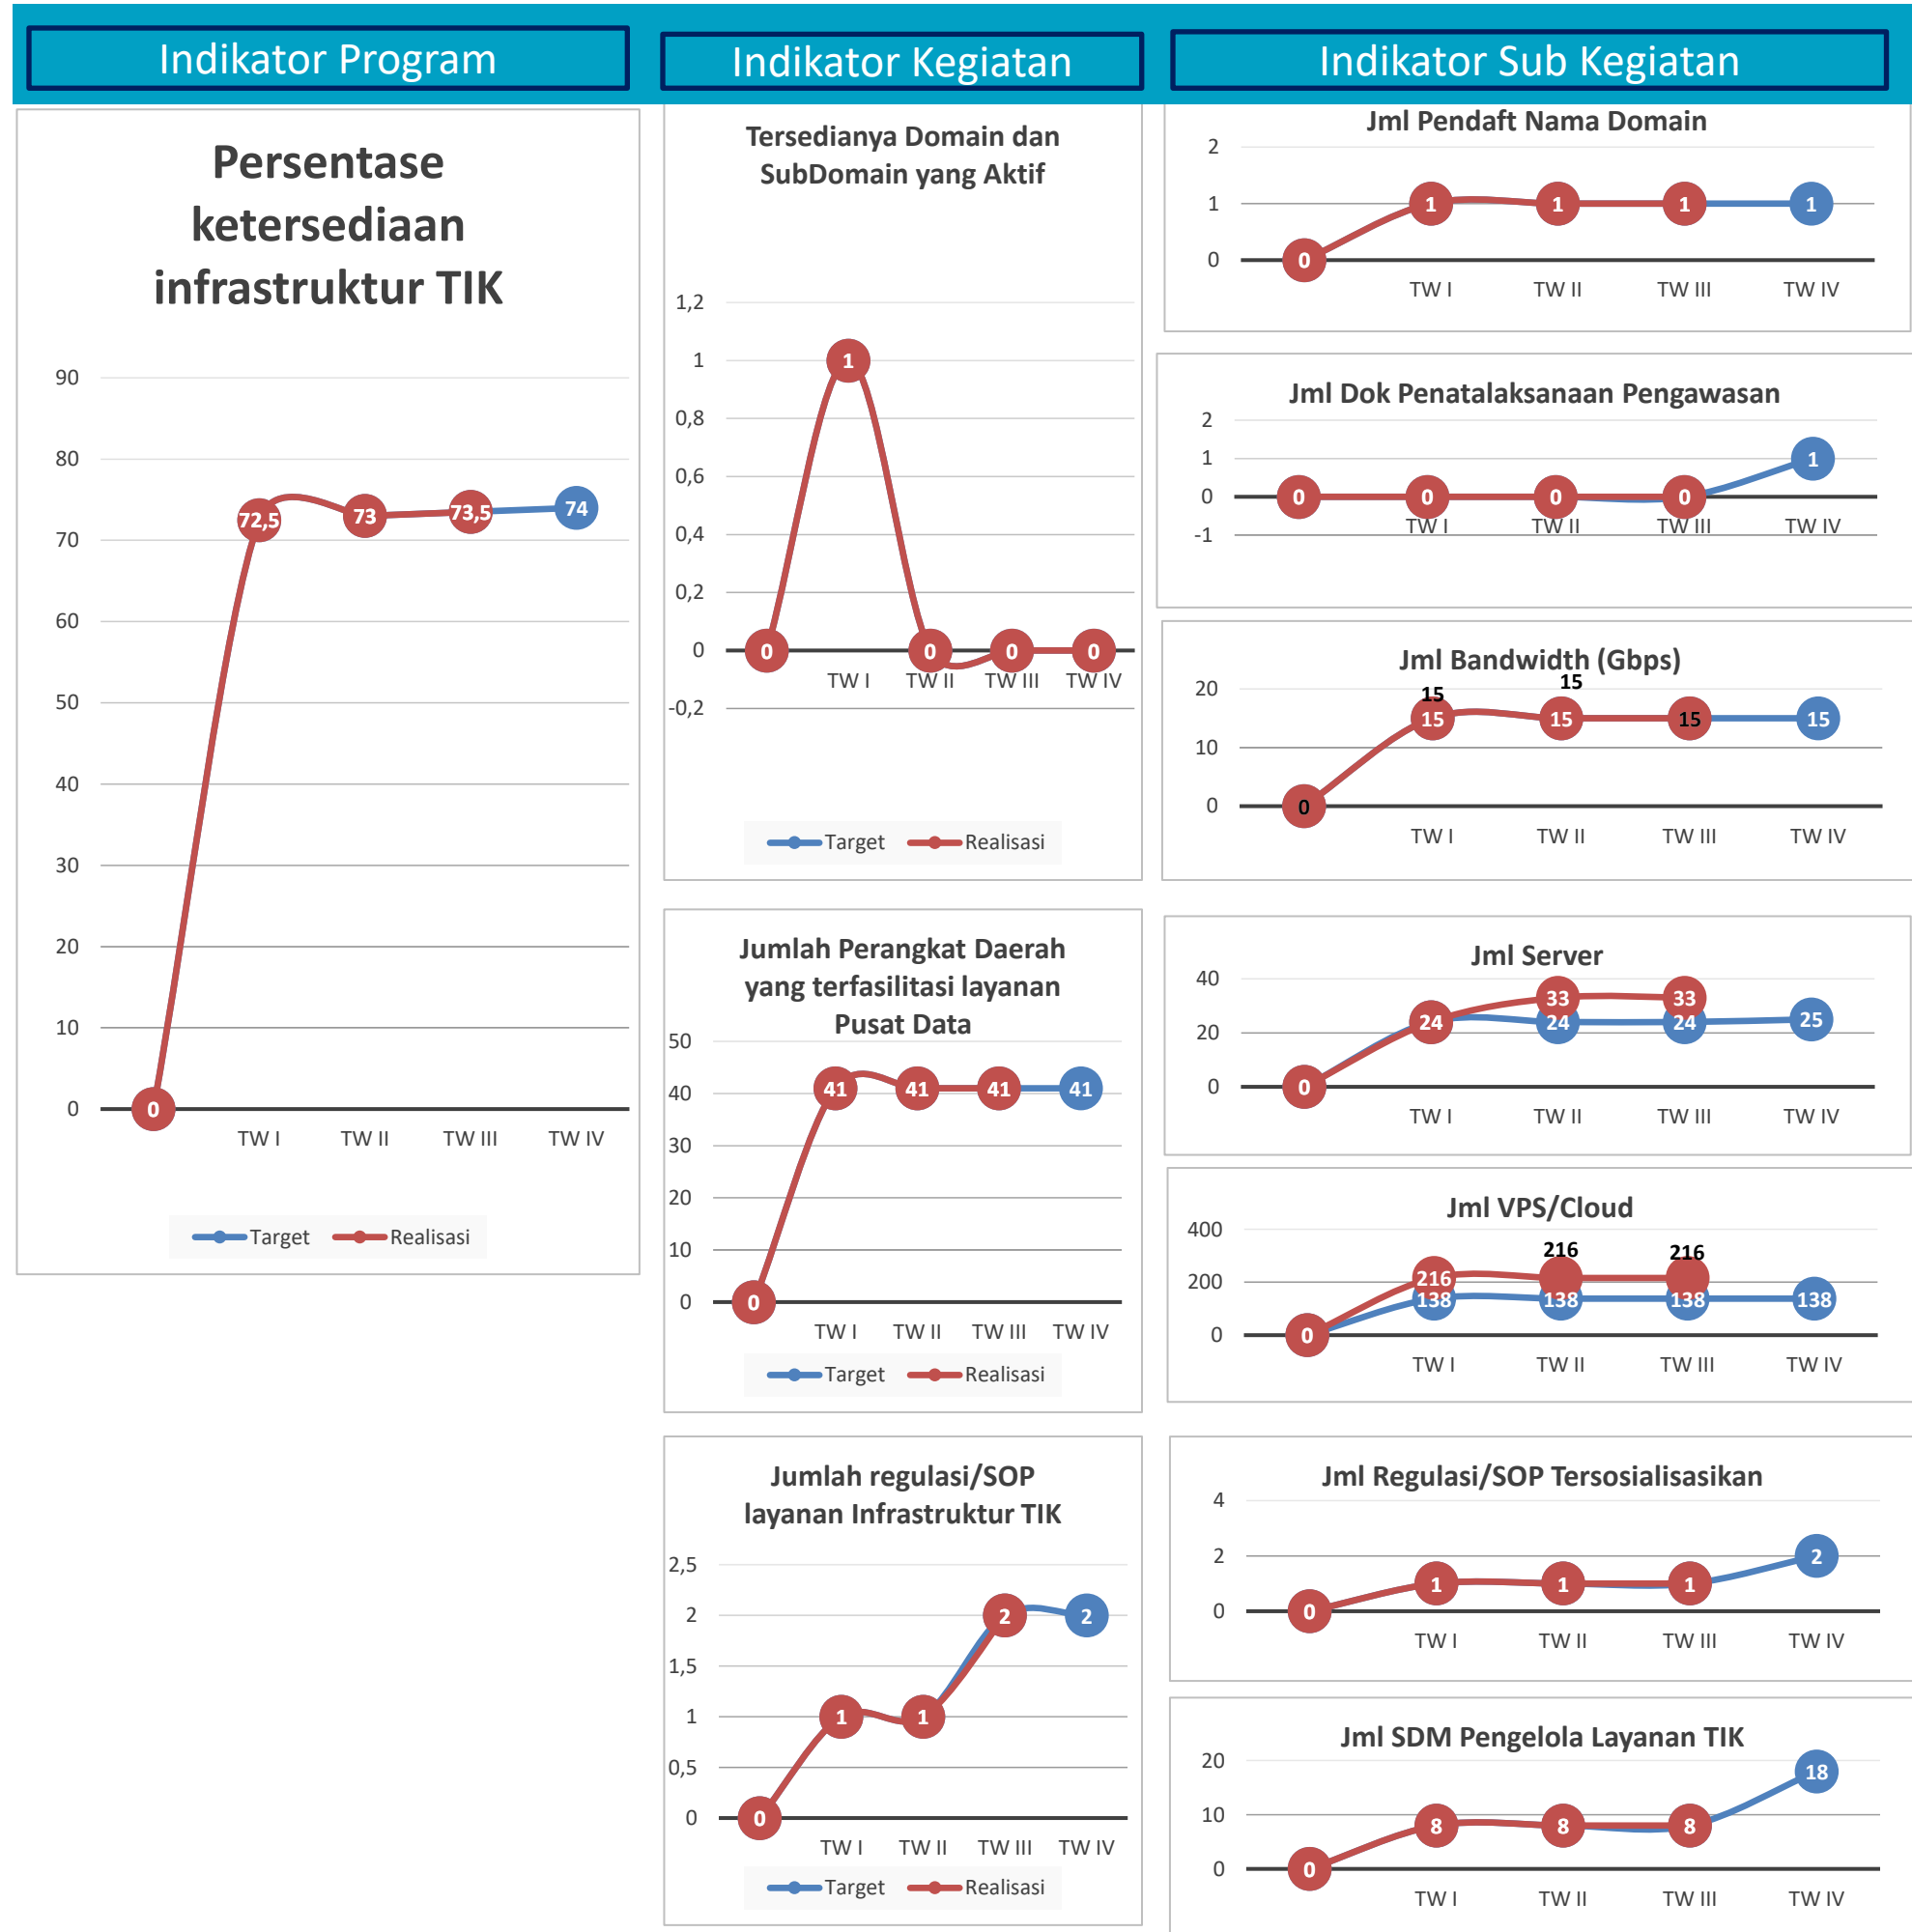 Indikator Program
Indikator Kegiatan
Indikator Sub Kegiatan
Persentase
ketersediaan
infrastruktur TIK
90
80
70
60
50
40
30
20
10
0
0
72,5
73
73,5
74
TW I
TW II
TW III
TW IV
Target
Realisasi
Tersedianya Domain dan
SubDomain yang Aktif
1,2
1
0,8
0,6
0,4
0,2
0
-0,2
0
1
0
0
0
TW I
TW II
TW III
TW IV
Target
Realisasi
Jumlah Perangkat Daerah
yang terfasilitasi layanan
Pusat Data
50
40
30
20
10
0
0
41
41
41
41
TW I
TW II
TW III
TW IV
Target
Realisasi
Jumlah regulasi/SOP
layanan Infrastruktur TIK
2,5
2
1,5
1
0,5
0
0
1
1
2
2
TW I
TW II
TW III
TW IV
Target
Realisasi
Jml Pendaft Nama Domain
2
1
0
0
1
1
1
1
TW I
TW II
TW III
TW IV
Jml Dok Penatalaksanaan Pengawasan
2
1
0
-1
0
0
0
0
1
TW I
TW II
TW III
TW IV
Jml Bandwidth (Gbps)
20
10
0
15
15
0
15
15
15
15
TW I
TW II
TW III
TW IV
Jml Server
40
20
0
33
33
0
24
24
24
25
TW I
TW II
TW III
TW IV
Jml VPS/Cloud
400
200
0
216
216
216
0
138
138
138
138
TW I
TW II
TW III
TW IV
Jml Regulasi/SOP Tersosialisasikan
4
2
0
0
1
1
1
2
TW I
TW II
TW III
TW IV
Jml SDM Pengelola Layanan TIK
20
10
0
0
8
8
8
18
TW I
TW II
TW III
TW IV